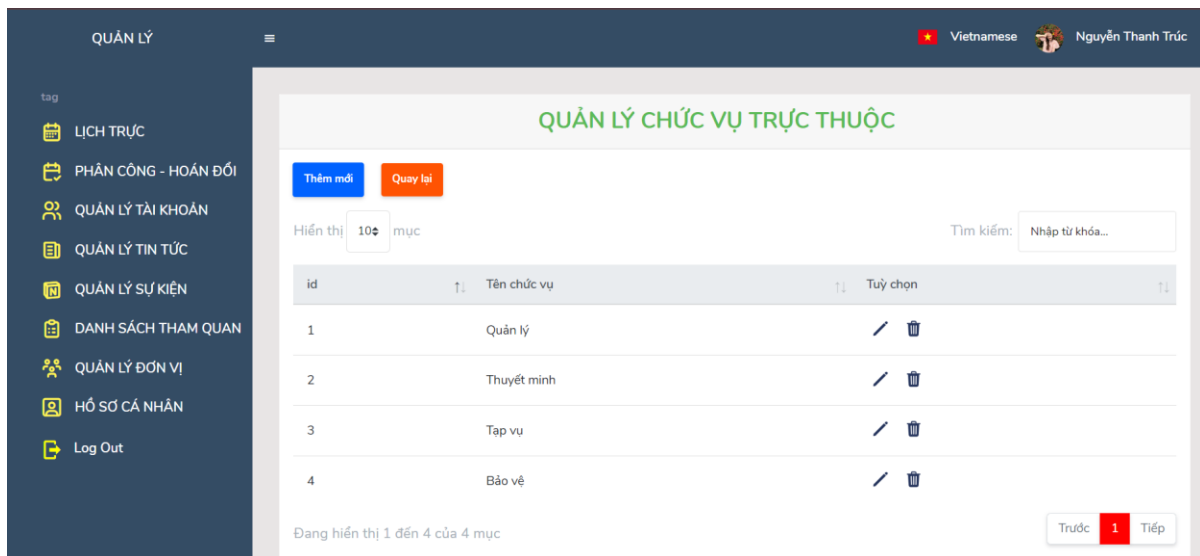 QUẢN LÝ
Vietnamese Nguyễn Thanh Trúc
tag
LỊCH TRỰC
PHÂN CÔNG - HOÁN ĐỔI
QUẢN LÝ TÀI KHOẢN
QUẢN LÝ TIN TỨC
QUẢN LÝ SỰ KIỆN
DANH SÁCH THAM QUAN
QUẢN LÝ ĐƠN VỊ
HỒ SƠ CÁ NHÂN
Log Out
QUẢN LÝ CHỨC VỤ TRỰC THUỘC
Thêm mới Quay lại
Hiển thị 10 mục Tìm kiếm: Nhập từ khóa...
id Tên chức vụ Tuỳ chọn
1 Quản lý
2 Thuyết minh
3 Tạp vụ
4 Bảo vệ
Đang hiển thị 1 đến 4 của 4 mục Trước 1 Tiếp